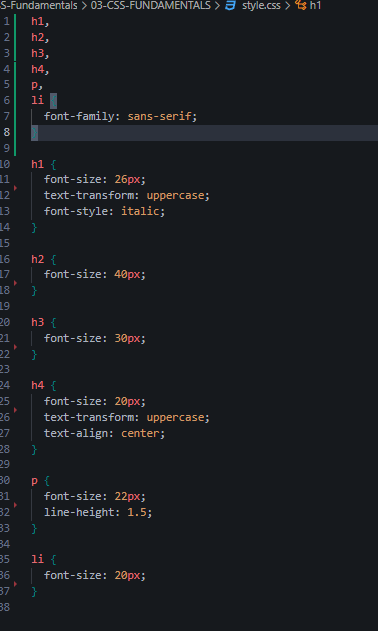 S-Fundamentals > 03-CSS-FUNDAMENTALS > style.css > h1
1 h1,
2 h2,
3 h3,
4 h4,
5 p,
6 li {
7 font-family: sans-serif;
8 }
9
10 h1 {
11 font-size: 26px;
12 text-transform: uppercase;
13 font-style: italic;
14 }
15
16 h2 {
17 font-size: 40px;
18 }
19
20 h3 {
21 font-size: 30px;
22 }
23
24 h4 {
25 font-size: 20px;
26 text-transform: uppercase;
27 text-align: center;
28 }
29
30 p {
31 font-size: 22px;
32 line-height: 1.5;
33 }
34
35 li {
36 font-size: 20px;
37 }
38